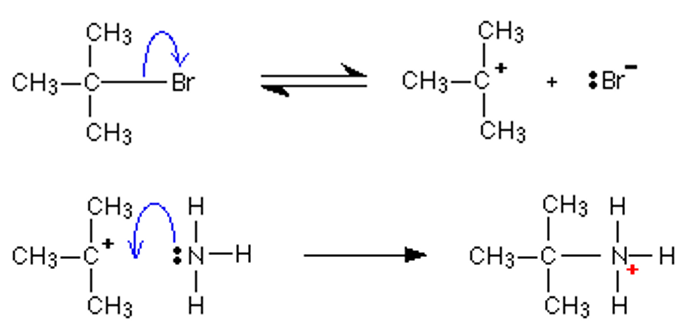 CH₃ CH₃
CH₃—C—Br CH₃—C⁺ + :Br⁻
CH₃ CH₃
CH₃ H CH₃ H
CH₃—C⁺ :N—H CH₃—C—N⁺—H
CH₃ H CH₃ H